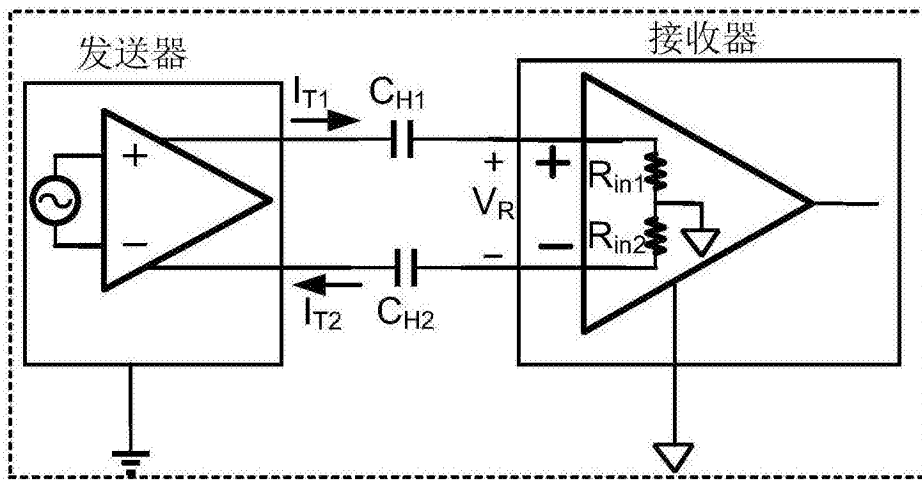 发送器
接收器
I_T1
C_H1
+
−
+
−
V_R
+
−
R_in1
R_in2
I_T2
C_H2